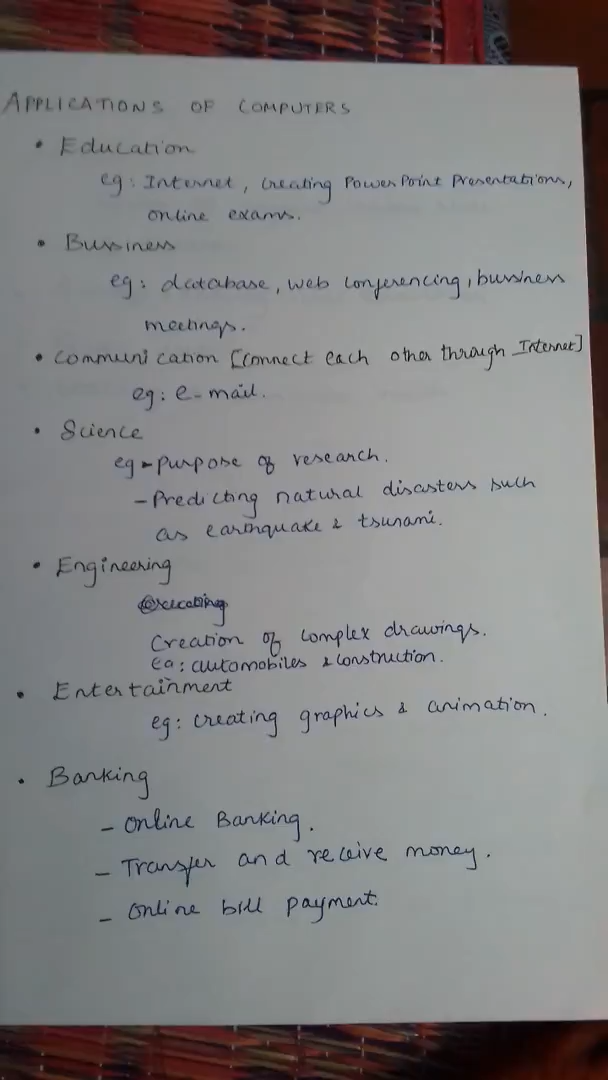 APPLICATIONS OF COMPUTERS
• Education
eg: Internet, creating PowerPoint Presentations,
online exams.
• Bussiness
eg: database, web conferencing, bussiness
meetings.
• Communication [connect each other through Internet]
eg: e-mail.
• Science
eg - purpose of research.
- Predicting natural disasters such
as earthquake & tsunami.
• Engineering
Creation of complex drawings.
eg: automobiles & construction.
• Entertainment
eg: creating graphics & animation.
• Banking
- Online Banking.
- Transfer and receive money.
- Online bill payment.